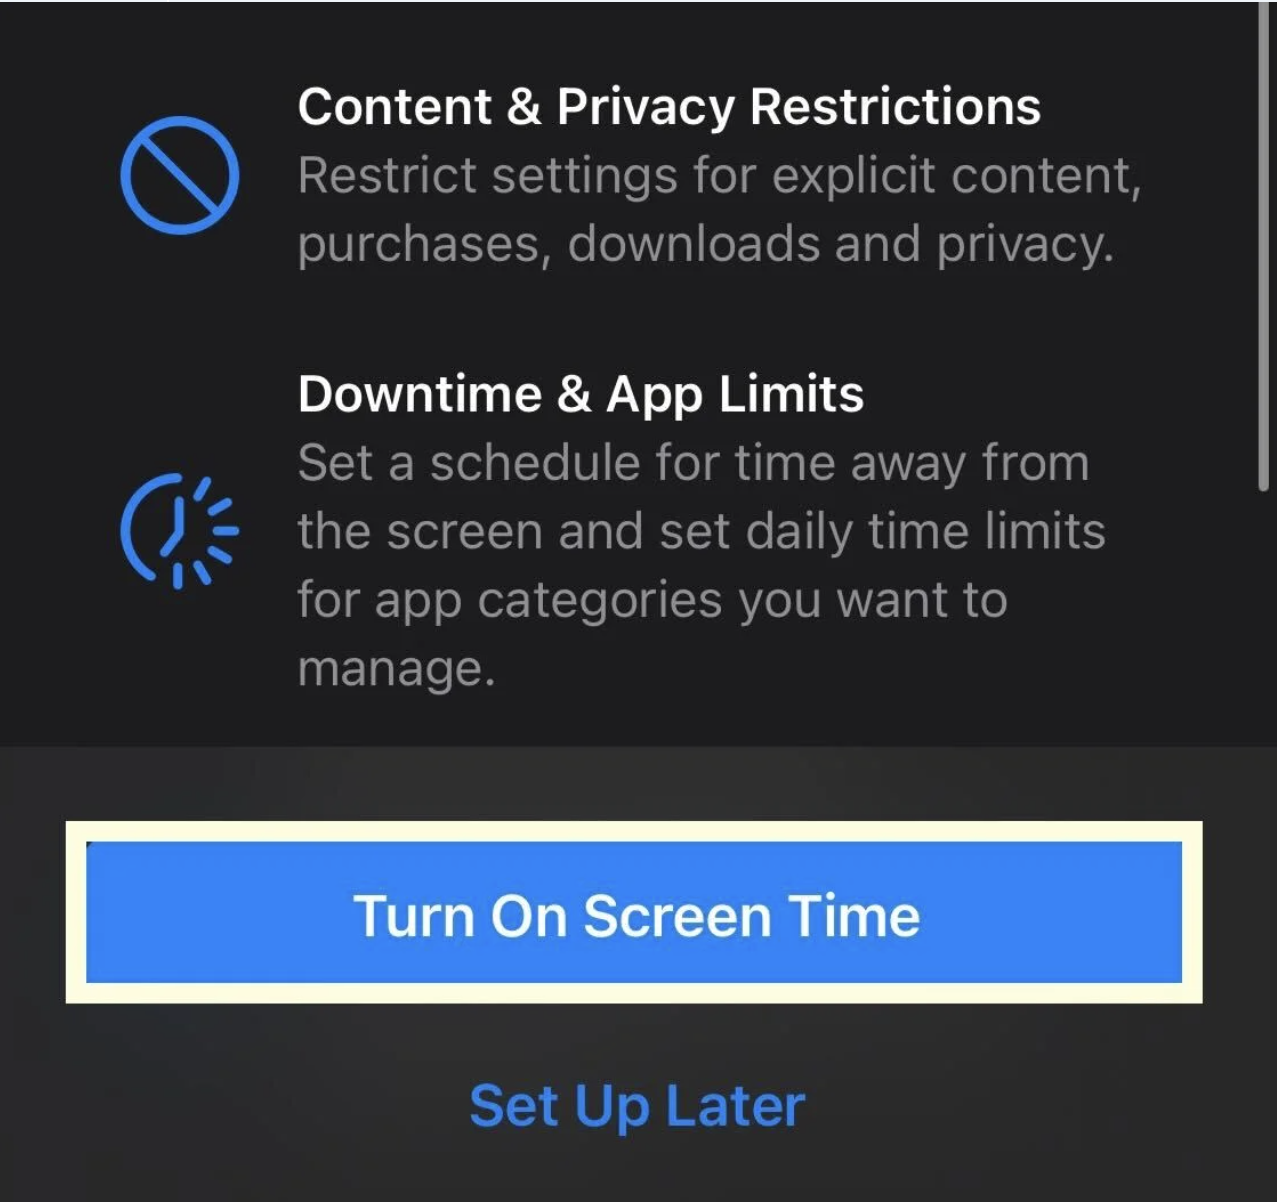 Content & Privacy Restrictions
Restrict settings for explicit content,
purchases, downloads and privacy.
Downtime & App Limits
Set a schedule for time away from
the screen and set daily time limits
for app categories you want to
manage.
Turn On Screen Time
Set Up Later